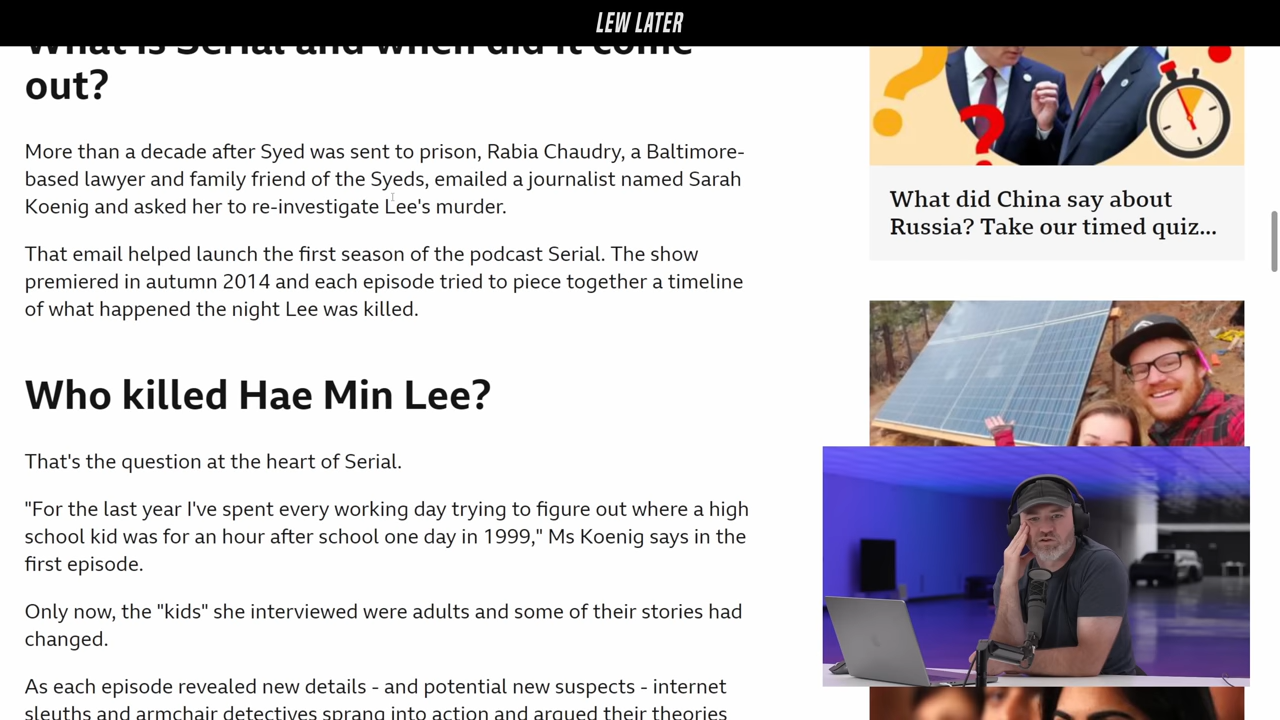 LEW LATER
What is Serial and when did it come
out?
More than a decade after Syed was sent to prison, Rabia Chaudry, a Baltimore-
based lawyer and family friend of the Syeds, emailed a journalist named Sarah
Koenig and asked her to re-investigate Lee's murder.
That email helped launch the first season of the podcast Serial. The show
premiered in autumn 2014 and each episode tried to piece together a timeline
of what happened the night Lee was killed.
Who killed Hae Min Lee?
That's the question at the heart of Serial.
"For the last year I've spent every working day trying to figure out where a high
school kid was for an hour after school one day in 1999," Ms Koenig says in the
first episode.
Only now, the "kids" she interviewed were adults and some of their stories had
changed.
As each episode revealed new details - and potential new suspects - internet
sleuths and armchair detectives sprang into action and argued their theories
What did China say about
Russia? Take our timed quiz...